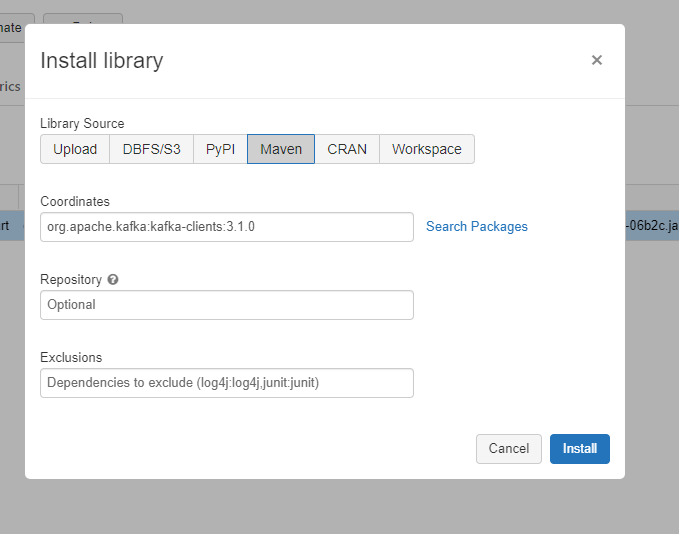 nate
Install library
×
rics
Library Source
Upload DBFS/S3 PyPI Maven CRAN Workspace
Coordinates
rt
org.apache.kafka:kafka-clients:3.1.0 Search Packages
-06b2c.ja
Repository ?
Optional
Exclusions
Dependencies to exclude (log4j:log4j,junit:junit)
Cancel Install